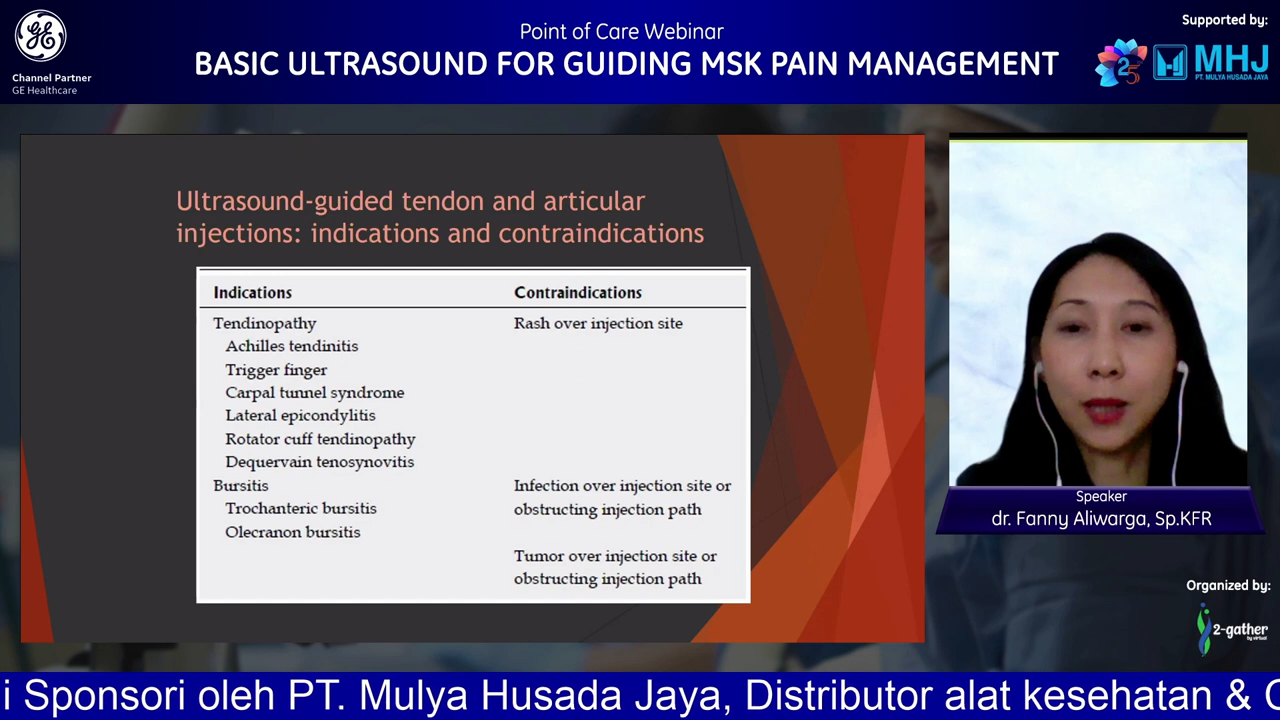 Point of Care Webinar
BASIC ULTRASOUND FOR GUIDING MSK PAIN MANAGEMENT
Channel Partner
GE Healthcare
Supported by:
25
MHJ
PT. MULYA HUSADA JAYA
Ultrasound-guided tendon and articular
injections: indications and contraindications
Indications Contraindications
Tendinopathy Rash over injection site
Achilles tendinitis
Trigger finger
Carpal tunnel syndrome
Lateral epicondylitis
Rotator cuff tendinopathy
Dequervain tenosynovitis
Bursitis Infection over injection site or
Trochanteric bursitis obstructing injection path
Olecranon bursitis
Tumor over injection site or
obstructing injection path
Speaker
dr. Fanny Aliwarga, Sp.KFR
Organized by:
2-gather
by virtual
i Sponsori oleh PT. Mulya Husada Jaya, Distributor alat kesehatan &